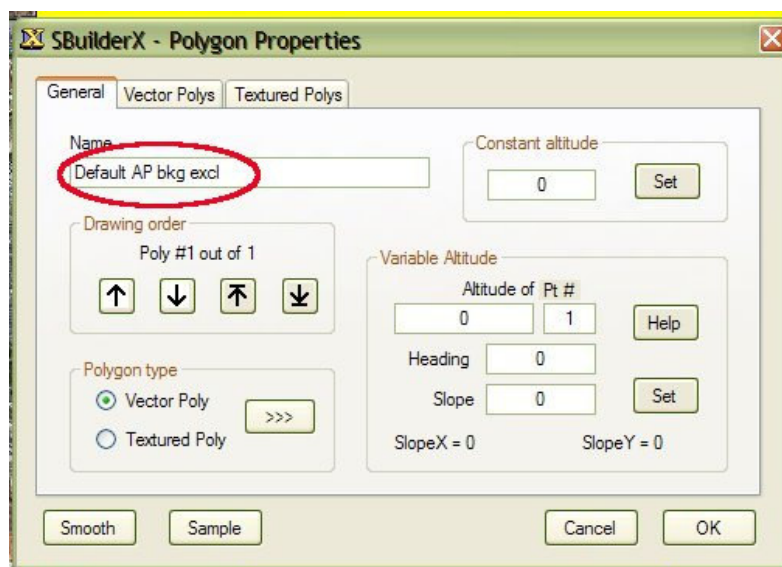 SBuilderX - Polygon Properties
General Vector Polys Textured Polys
Name
Default AP bkg excl
Constant altitude
0 Set
Drawing order
Poly #1 out of 1
Variable Altitude
Altitude of Pt #
0 1 Help
Heading 0
Slope 0 Set
SlopeX = 0 SlopeY = 0
Polygon type
Vector Poly
>>>
Textured Poly
Smooth Sample Cancel OK